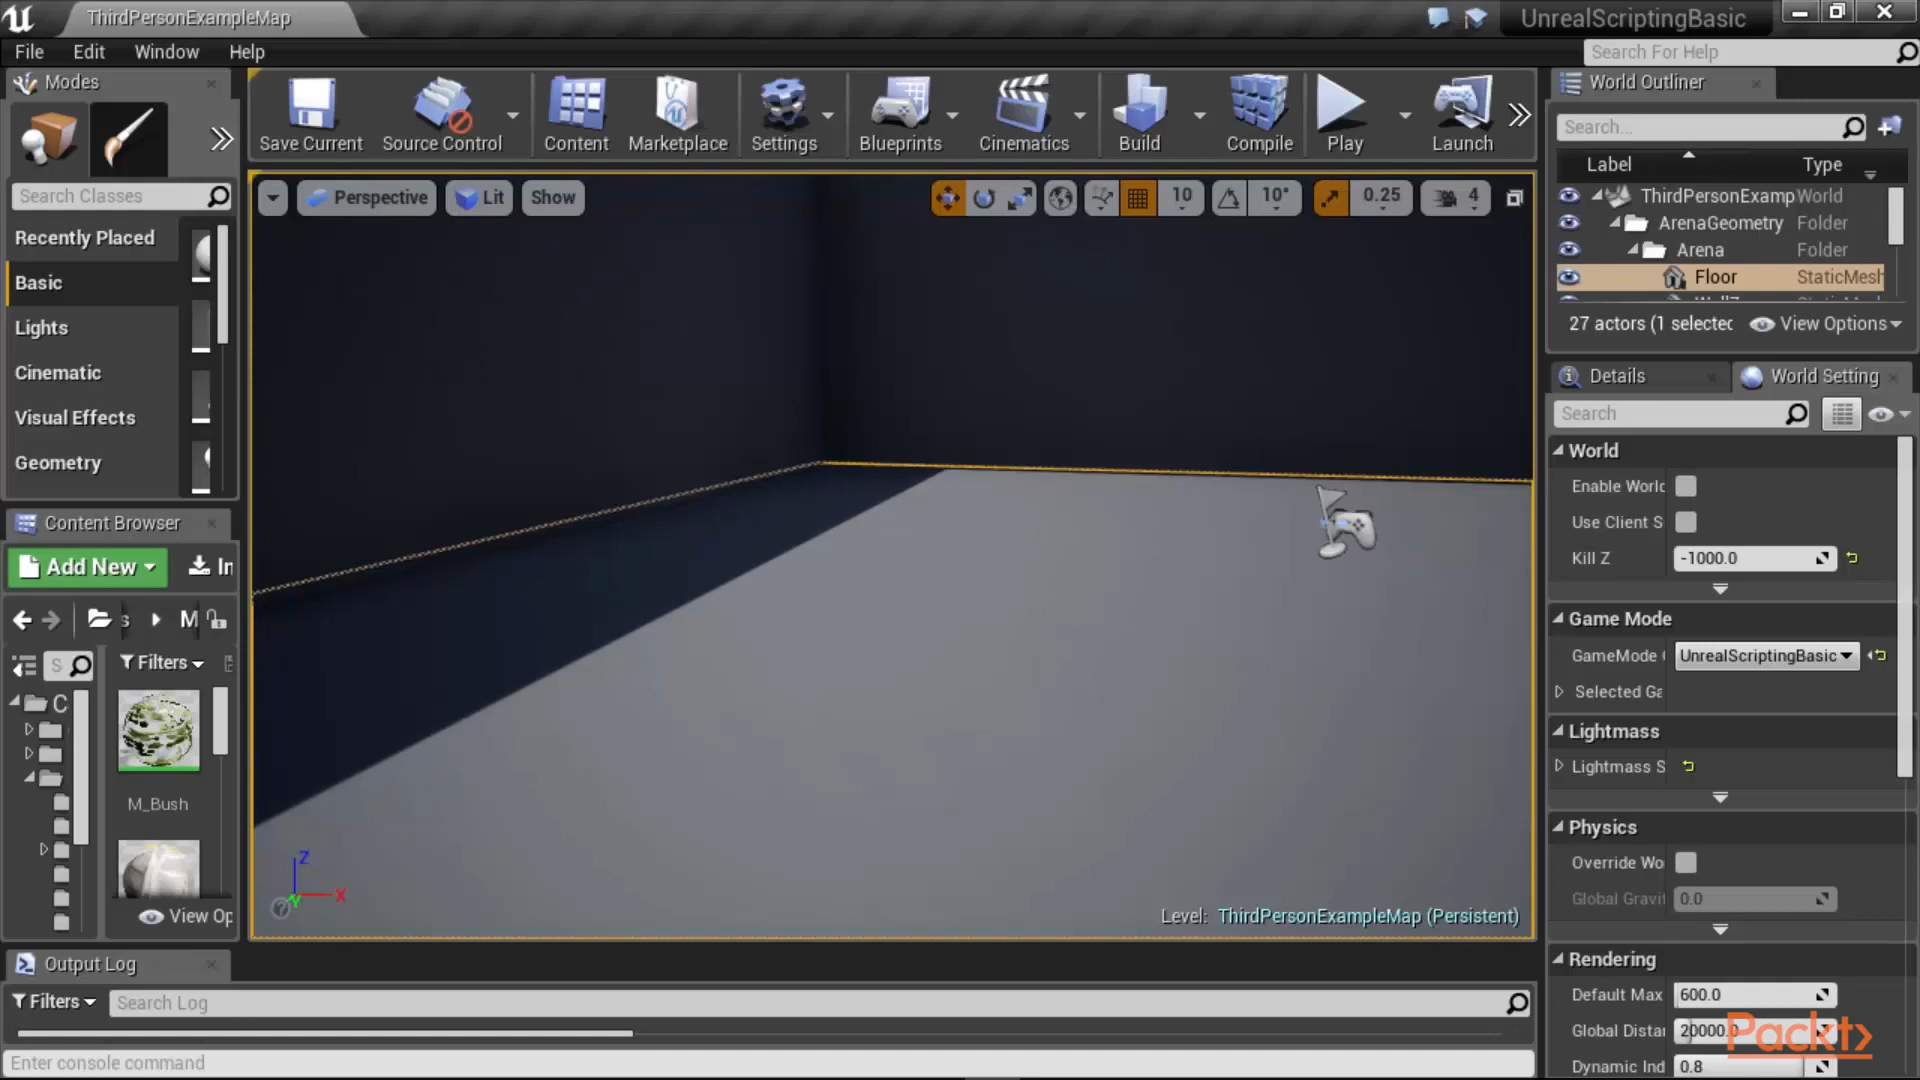 ThirdPersonExampleMap
UnrealScriptingBasic
File Edit Window Help
Search For Help
Modes
Save Current Source Control Content Marketplace Settings Blueprints Cinematics Build Compile Play Launch
World Outliner
Search...
Label Type
Search Classes
Perspective Lit Show 10 10° 0.25 4
ThirdPersonExamp World
ArenaGeometry Folder
Arena Folder
Floor StaticMesh
27 actors (1 selected View Options
Recently Placed
Basic
Lights
Cinematic
Visual Effects
Geometry
Details World Setting
Search
World
Enable World
Use Client S
Kill Z -1000.0
Game Mode
GameMode UnrealScriptingBasic
Selected Ga
Lightmass
Lightmass S
Physics
Override Wo
Global Gravit 0.0
Rendering
Default Max 600.0
Global Distar 20000.0
Dynamic Ind 0.8
Content Browser
Add New
s M
Filters
C
M_Bush
View Op
Z
X
Y
Level: ThirdPersonExampleMap (Persistent)
Output Log
Filters Search Log
Enter console command
Packt